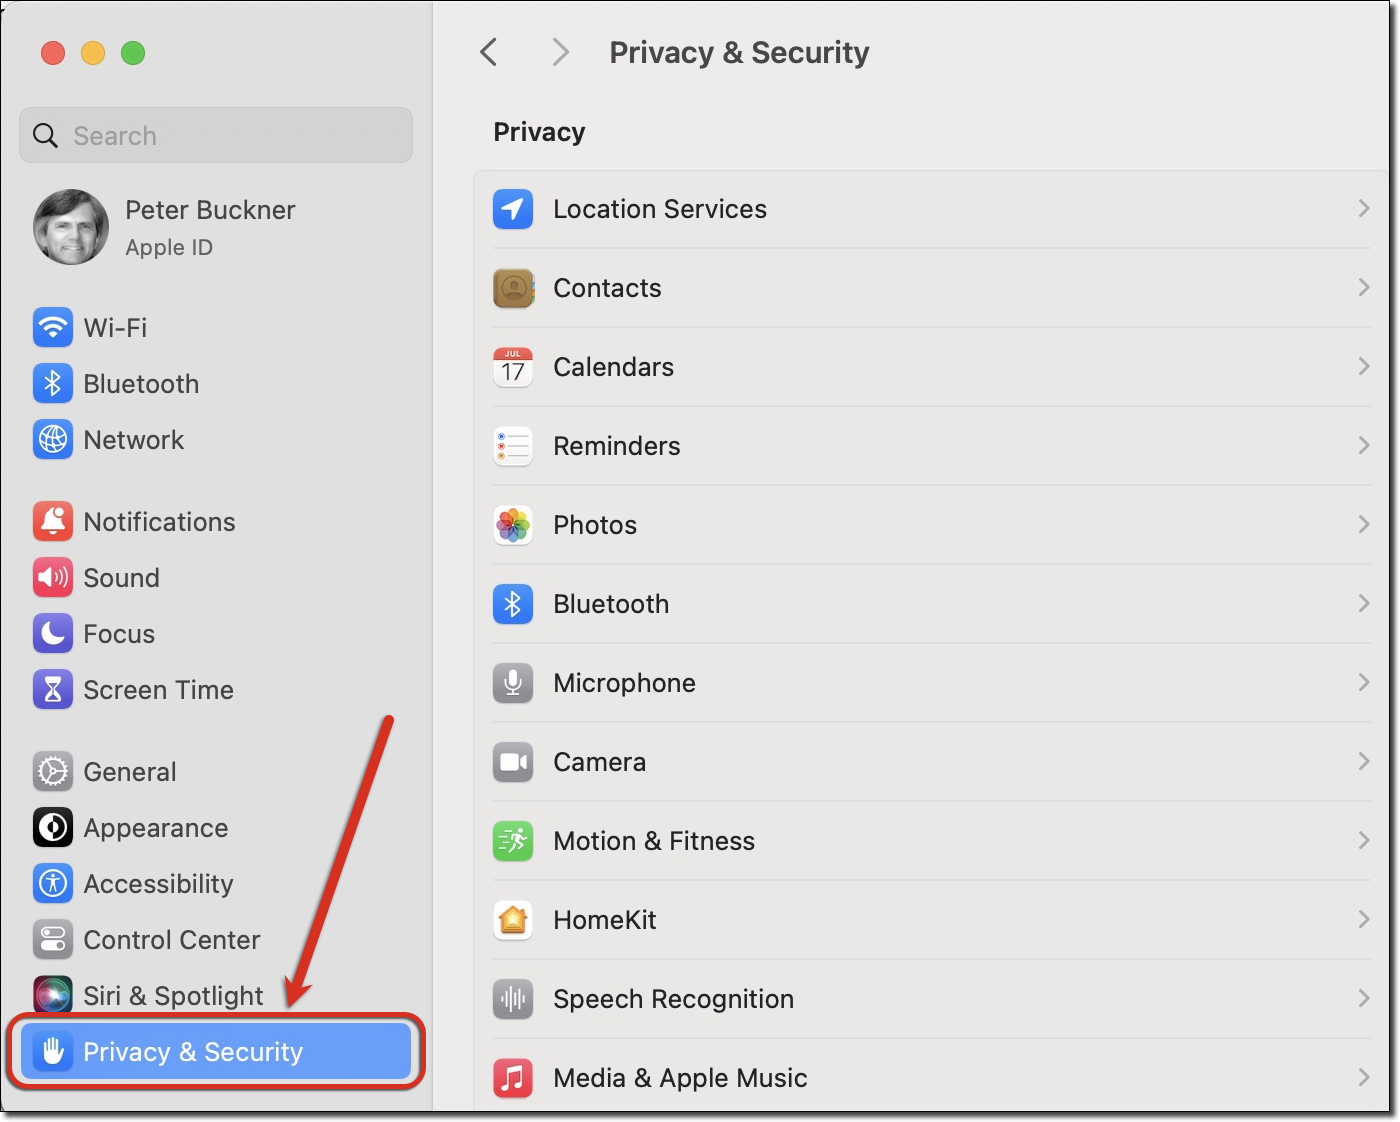 Search
Peter Buckner
Apple ID
Wi-Fi
Bluetooth
Network
Notifications
Sound
Focus
Screen Time
General
Appearance
Accessibility
Control Center
Siri & Spotlight
Privacy & Security
Privacy & Security
Privacy
Location Services
Contacts
JUL
17
Calendars
Reminders
Photos
Bluetooth
Microphone
Camera
Motion & Fitness
HomeKit
Speech Recognition
Media & Apple Music